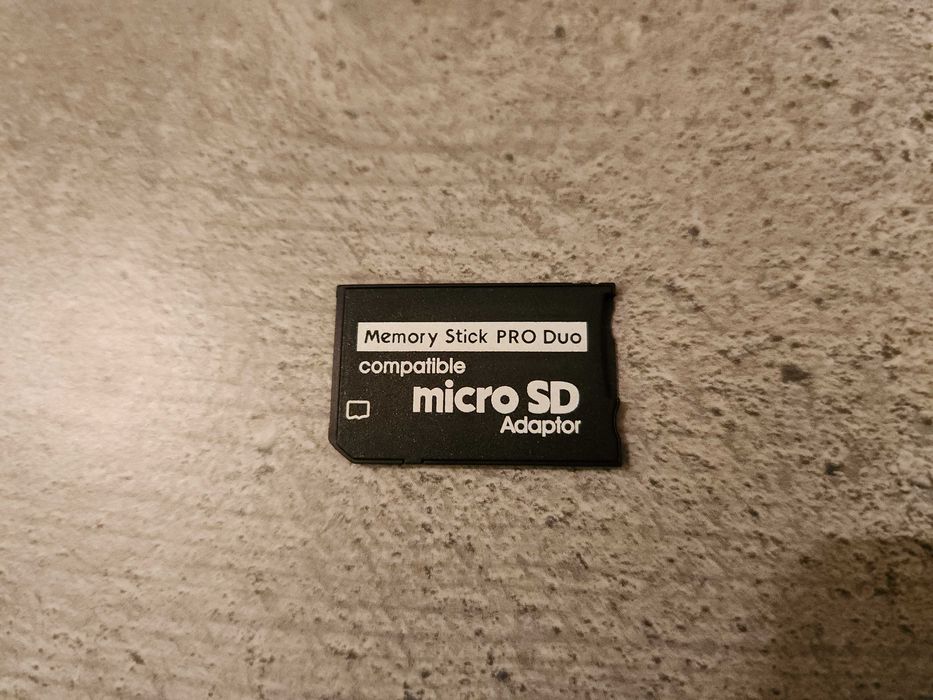 Memory Stick PRO Duo
compatible
micro SD
Adaptor